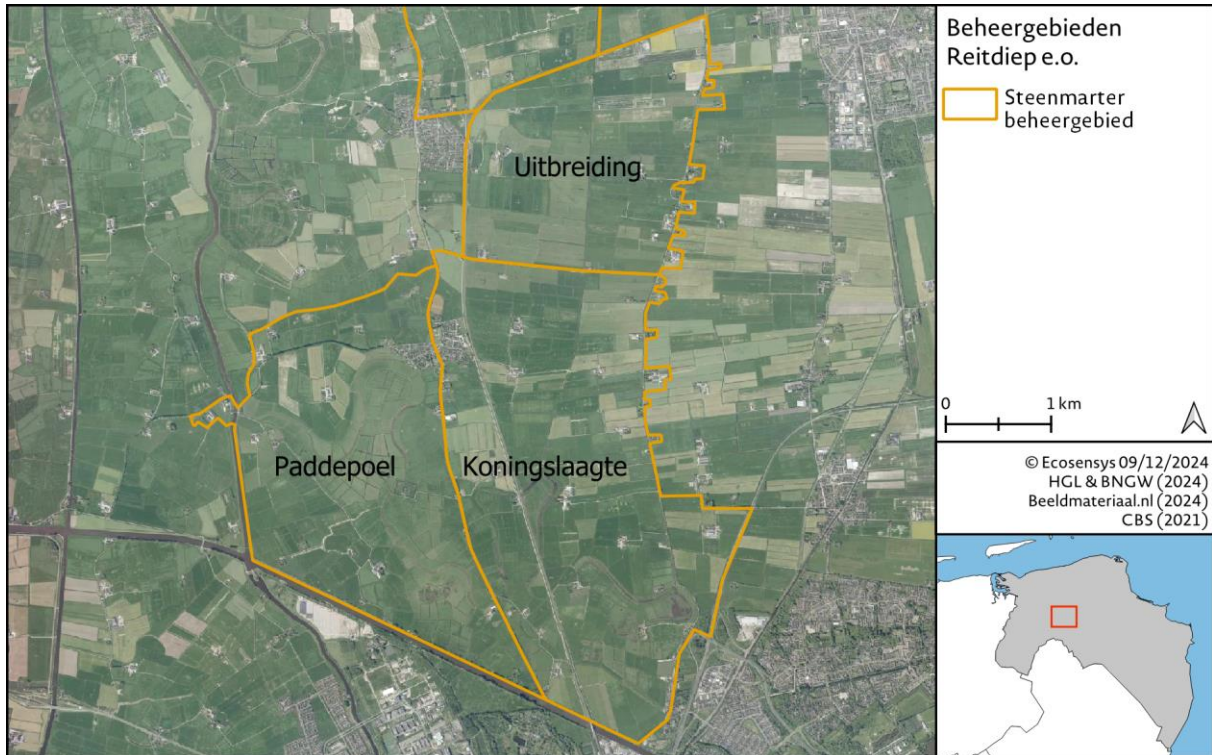 Beheergebieden
Reitdiep e.o.
Steenmarter
beheergebied
Uitbreiding
Paddepoel
Koningslaagte
0
1 km
© Ecosensys 09/12/2024
HGL & BNGW (2024)
Beeldmateriaal.nl (2024)
CBS (2021)